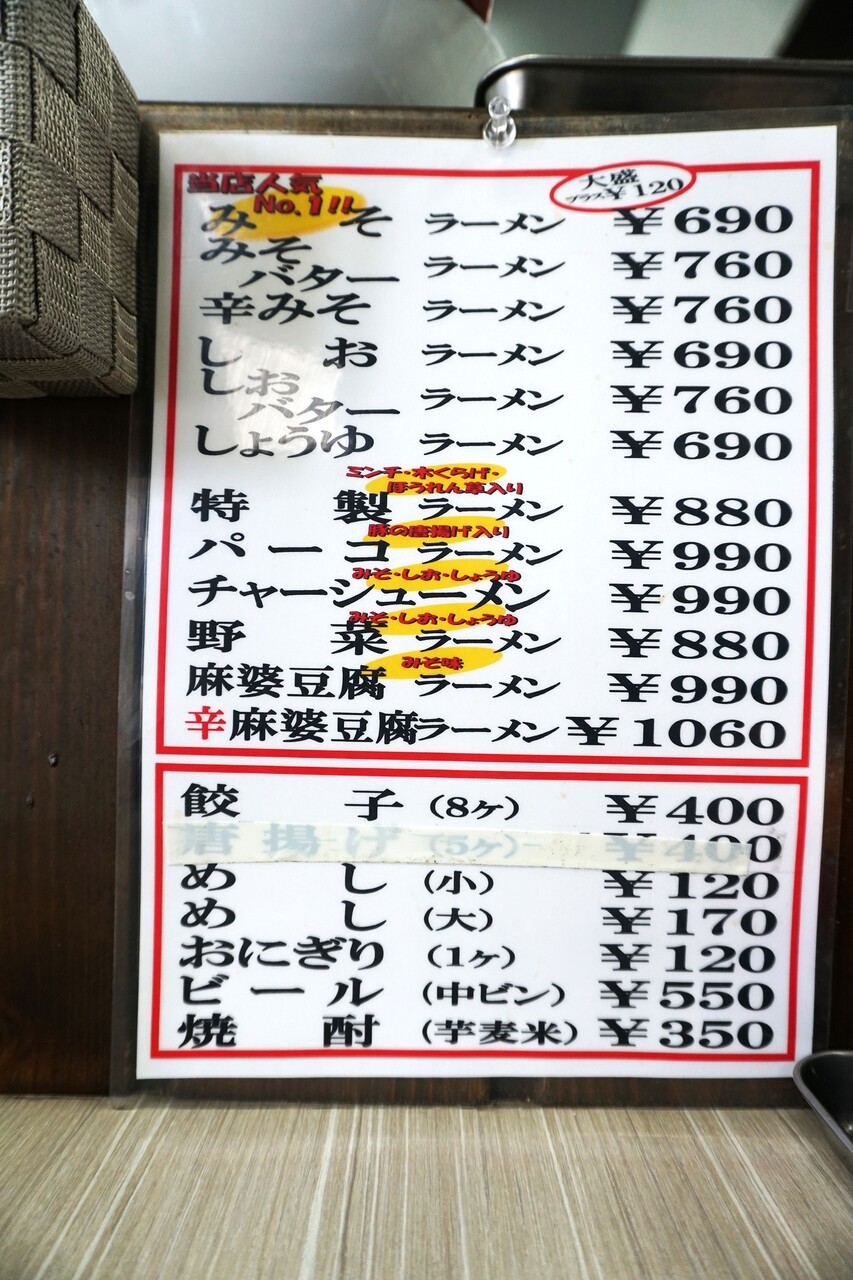 当店人気
No.1!!
大盛
プラス¥120
みそ ラーメン ¥690
みそ
バター ラーメン ¥760
辛みそ ラーメン ¥760
しお ラーメン ¥690
しお
バター ラーメン ¥760
しょうゆ ラーメン ¥690
ミンチ・木くらげ・
ほうれん草入り
特製 ラーメン ¥880
豚の唐揚げ入り
パーコ ラーメン ¥990
みそ・しお・しょうゆ
チャーシューメン ¥990
みそ・しお・しょうゆ
野菜 ラーメン ¥880
みそ味
麻婆豆腐 ラーメン ¥990
辛麻婆豆腐ラーメン ¥1060
餃子 (8ヶ) ¥400
唐揚げ (5ヶ) ¥400
めし (小) ¥120
めし (大) ¥170
おにぎり (1ヶ) ¥120
ビール (中ビン) ¥550
焼酎 (芋麦米) ¥350